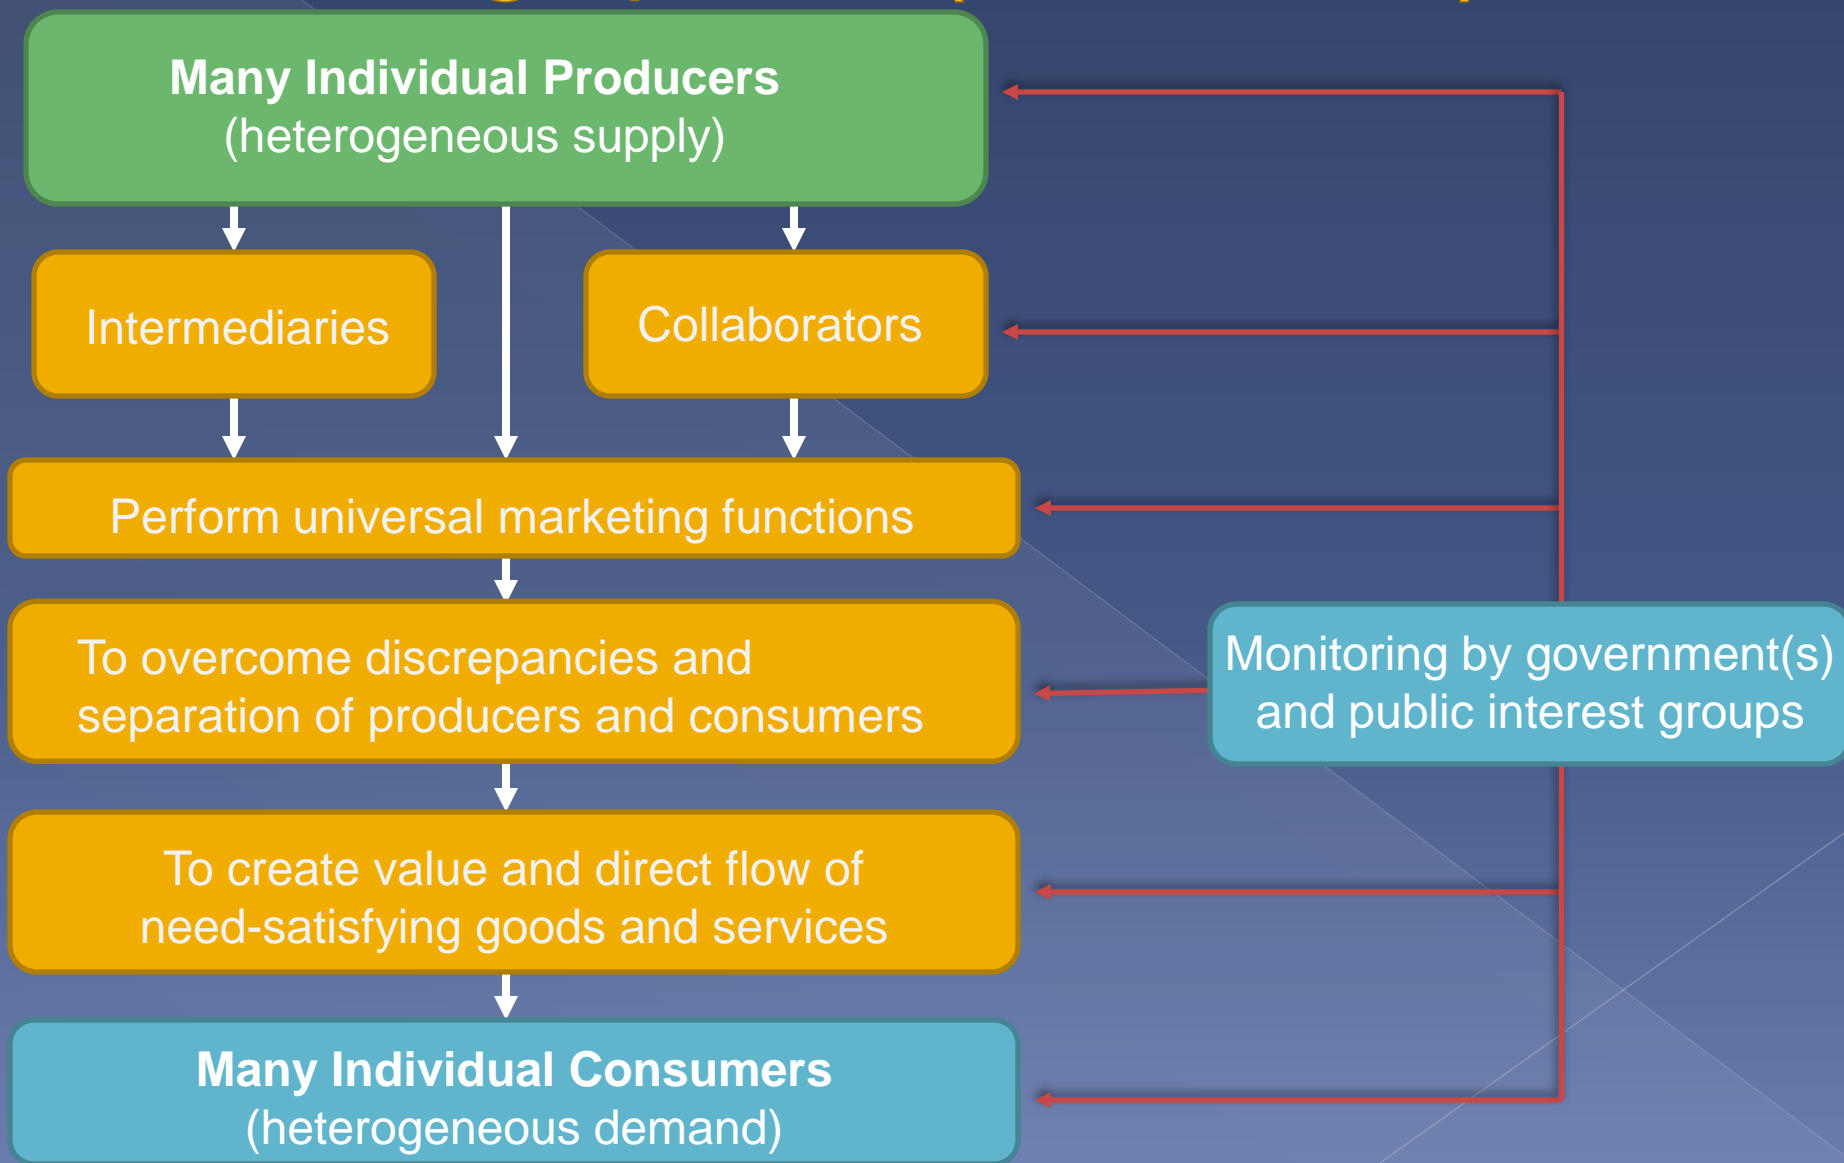 Many Individual Producers
(heterogeneous supply)
Intermediaries
Collaborators
Perform universal marketing functions
To overcome discrepancies and
separation of producers and consumers
Monitoring by government(s)
and public interest groups
To create value and direct flow of
need-satisfying goods and services
Many Individual Consumers
(heterogeneous demand)